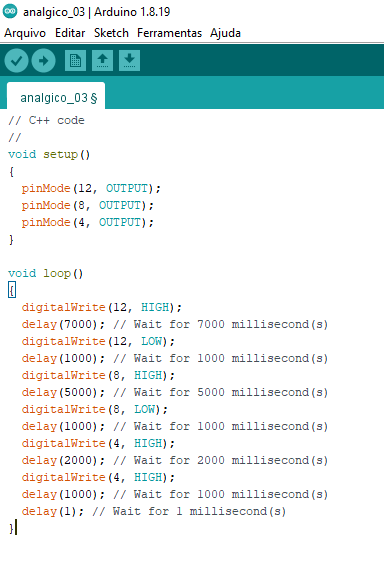 analgico_03 | Arduino 1.8.19
Arquivo Editar Sketch Ferramentas Ajuda
analgico_03 §
// C++ code
//
void setup()
{
  pinMode(12, OUTPUT);
  pinMode(8, OUTPUT);
  pinMode(4, OUTPUT);
}
void loop()
{
  digitalWrite(12, HIGH);
  delay(7000); // Wait for 7000 millisecond(s)
  digitalWrite(12, LOW);
  delay(1000); // Wait for 1000 millisecond(s)
  digitalWrite(8, HIGH);
  delay(5000); // Wait for 5000 millisecond(s)
  digitalWrite(8, LOW);
  delay(1000); // Wait for 1000 millisecond(s)
  digitalWrite(4, HIGH);
  delay(2000); // Wait for 2000 millisecond(s)
  digitalWrite(4, HIGH);
  delay(1000); // Wait for 1000 millisecond(s)
  delay(1); // Wait for 1 millisecond(s)
}